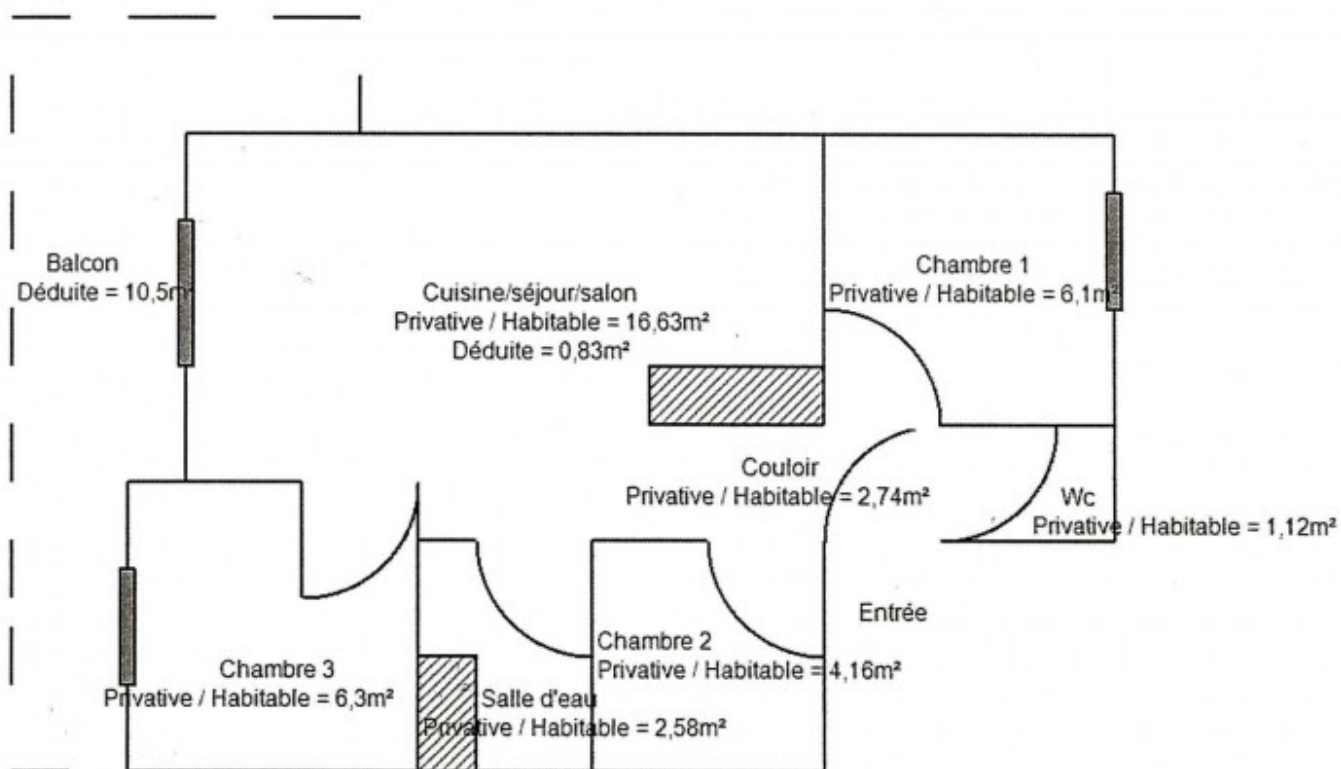 Balcon
Déduite = 10,5m²
Cuisine/séjour/salon
Privative / Habitable = 16,63m²
Déduite = 0,83m²
Chambre 1
Privative / Habitable = 6,1m²
Couloir
Privative / Habitable = 2,74m²
Wc
Privative / Habitable = 1,12m²
Entrée
Chambre 2
Privative / Habitable = 4,16m²
Chambre 3
Privative / Habitable = 6,3m²
Salle d'eau
Privative / Habitable = 2,58m²